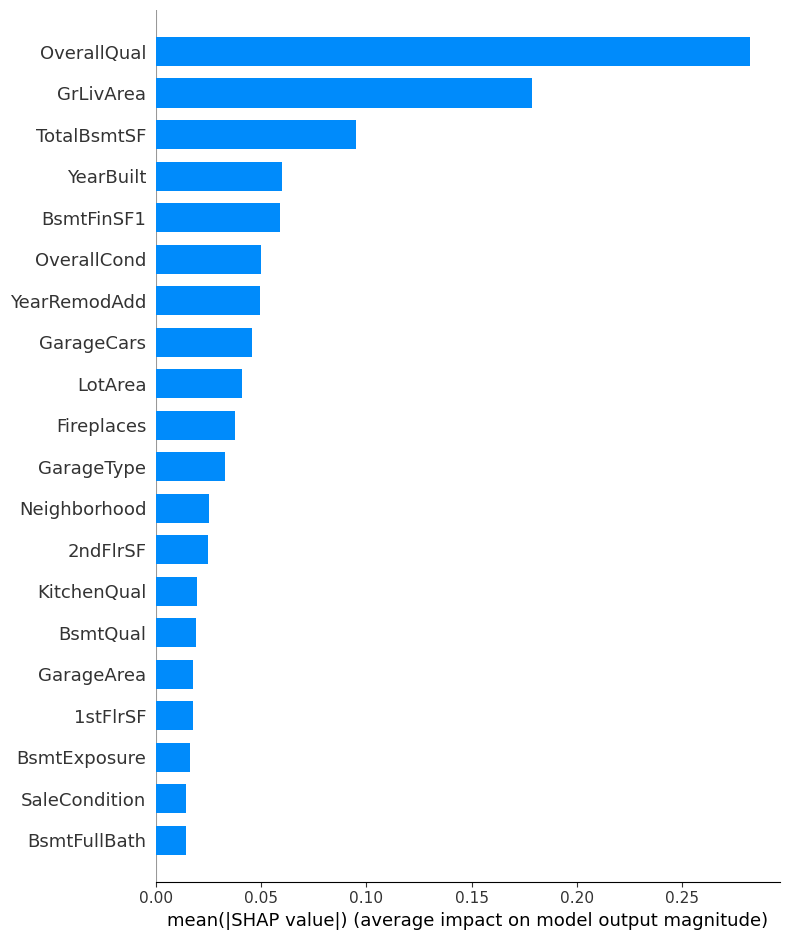 OverallQual
GrLivArea
TotalBsmtSF
YearBuilt
BsmtFinSF1
OverallCond
YearRemodAdd
GarageCars
LotArea
Fireplaces
GarageType
Neighborhood
2ndFlrSF
KitchenQual
BsmtQual
GarageArea
1stFlrSF
BsmtExposure
SaleCondition
BsmtFullBath
0.00 0.05 0.10 0.15 0.20 0.25
mean(|SHAP value|) (average impact on model output magnitude)